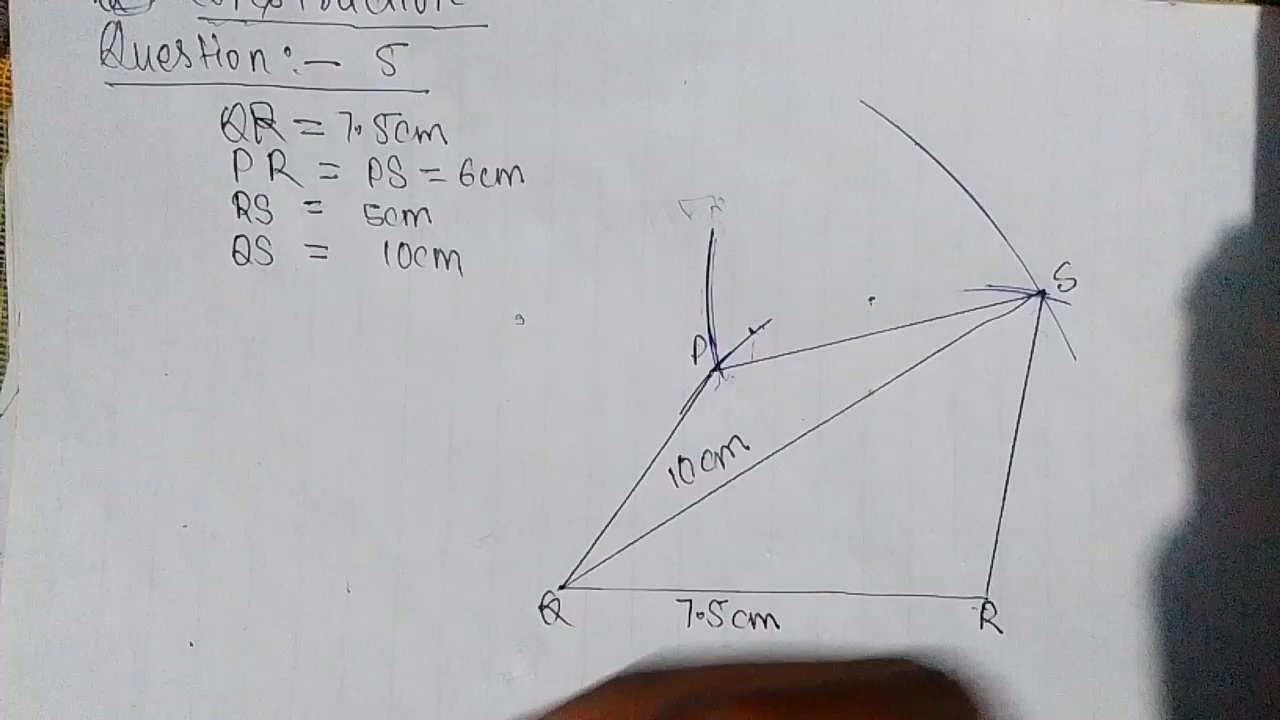 Question :- 5
QR = 7.5cm
PR = PS = 6cm
RS = 5cm
QS = 10cm
S
P
10cm
Q
7.5cm
R